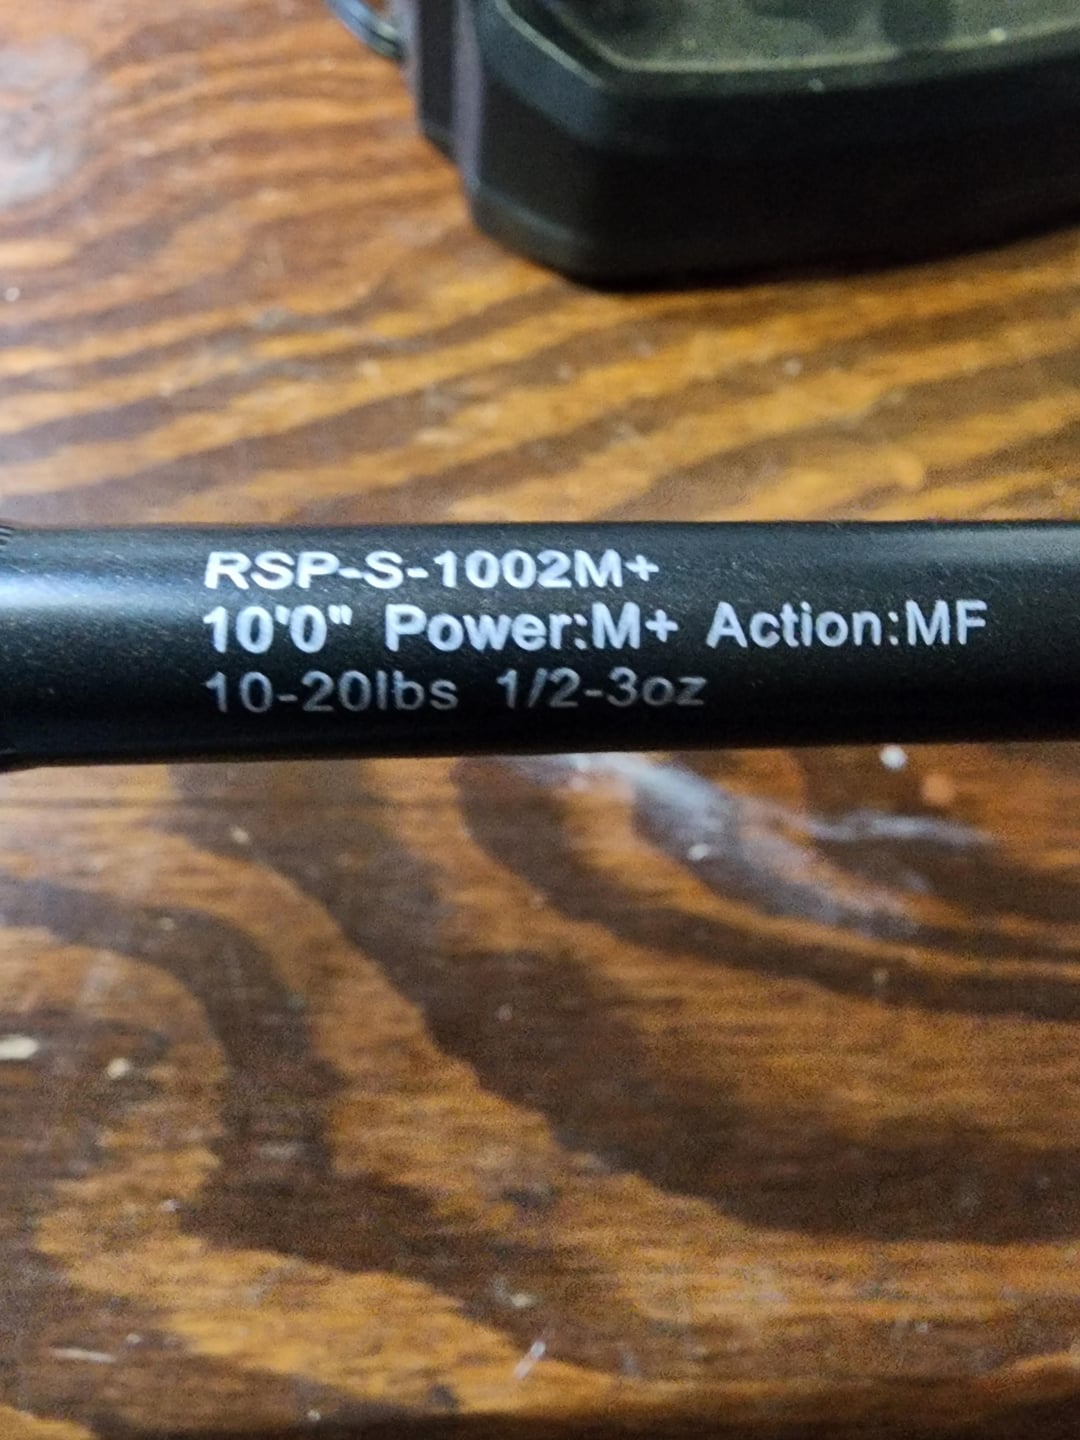 RSP-S-1002M+
10'0" Power:M+ Action:MF
10-20lbs 1/2-3oz